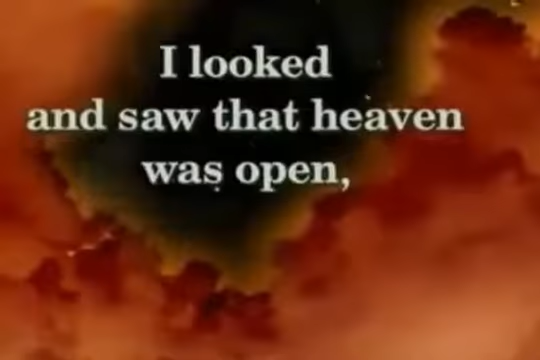 I looked
and saw that heaven
was open,